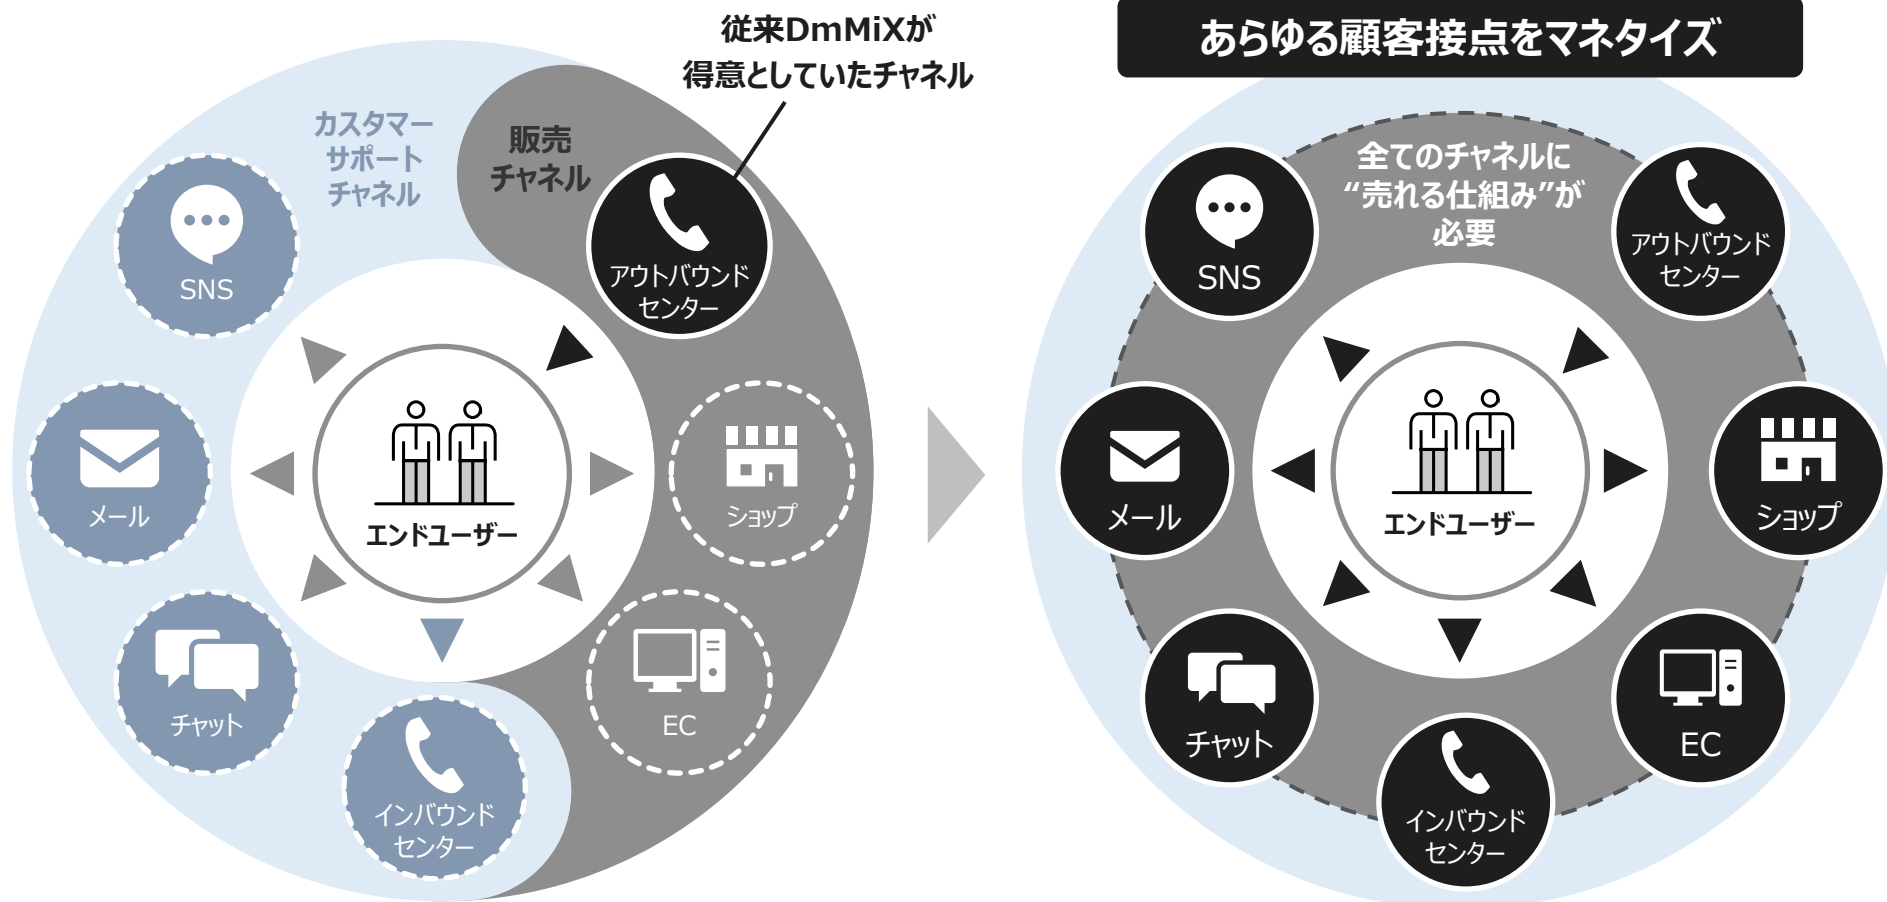 従来DmMiXが
得意としていたチャネル
カスタマー
サポート
チャネル
販売
チャネル
SNS
アウトバウンド
センター
メール
エンドユーザー
ショップ
チャット
EC
インバウンド
センター
あらゆる顧客接点をマネタイズ
全てのチャネルに
“売れる仕組み”が
必要
SNS
アウトバウンド
センター
メール
エンドユーザー
ショップ
チャット
EC
インバウンド
センター